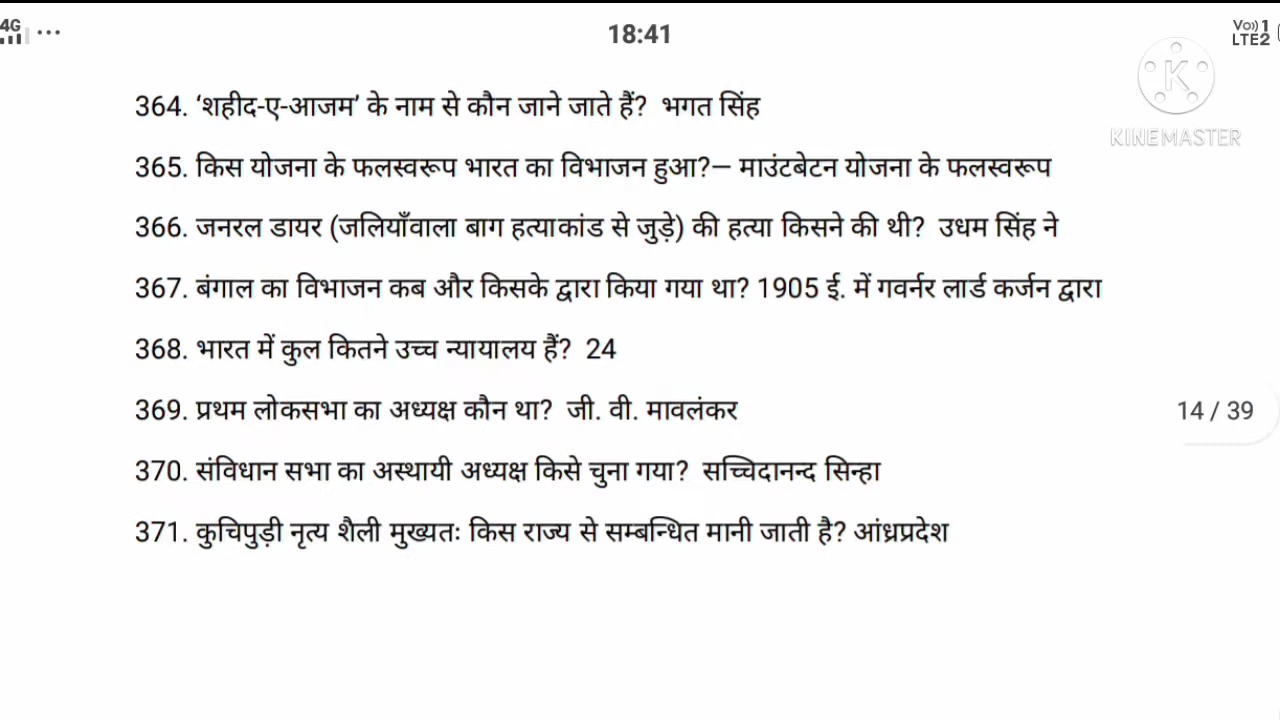 4G ... 18:41 Vo)) 1
LTE2
K
KINEMASTER
364. ‘शहीद-ए-आजम’ के नाम से कौन जाने जाते हैं? भगत सिंह
365. किस योजना के फलस्वरूप भारत का विभाजन हुआ?– माउंटबेटन योजना के फलस्वरूप
366. जनरल डायर (जलियाँवाला बाग हत्याकांड से जुड़े) की हत्या किसने की थी? उधम सिंह ने
367. बंगाल का विभाजन कब और किसके द्वारा किया गया था? 1905 ई. में गवर्नर लार्ड कर्जन द्वारा
368. भारत में कुल कितने उच्च न्यायालय हैं? 24
369. प्रथम लोकसभा का अध्यक्ष कौन था? जी. वी. मावलंकर
14 / 39
370. संविधान सभा का अस्थायी अध्यक्ष किसे चुना गया? सच्चिदानन्द सिन्हा
371. कुचिपुड़ी नृत्य शैली मुख्यतः किस राज्य से सम्बन्धित मानी जाती है? आंध्रप्रदेश